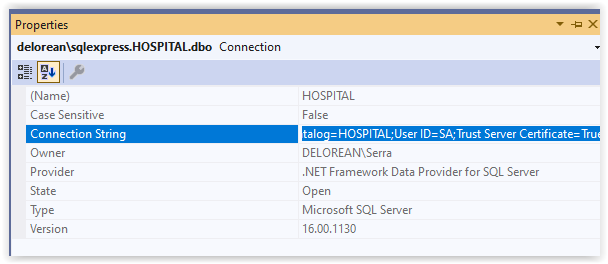 Properties
delorean\sqlexpress.HOSPITAL.dbo Connection
(Name) HOSPITAL
Case Sensitive False
Connection String talog=HOSPITAL;User ID=SA;Trust Server Certificate=True
Owner DELOREAN\Serra
Provider .NET Framework Data Provider for SQL Server
State Open
Type Microsoft SQL Server
Version 16.00.1130